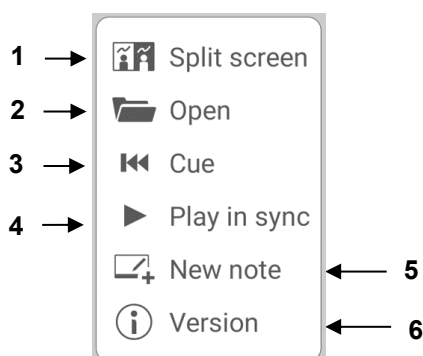 1 Split screen
2 Open
3 Cue
4 Play in sync
New note 5
Version 6